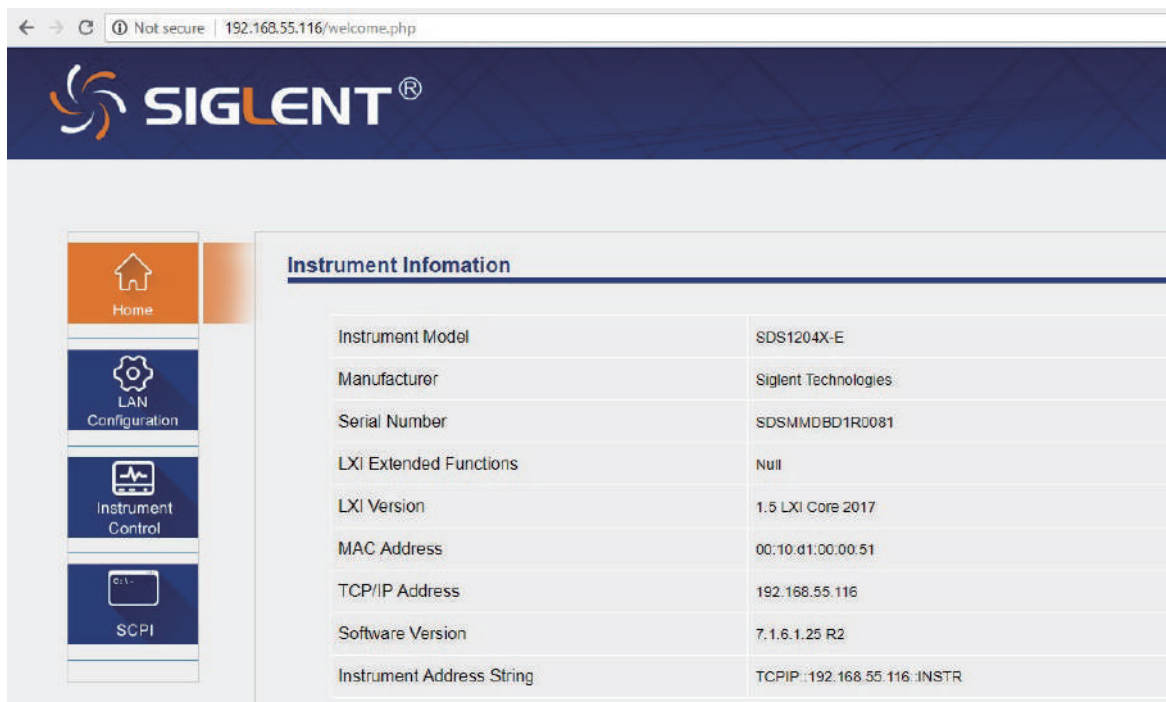 Not secure | 192.168.55.116/welcome.php
SIGLENT®
Home
LAN
Configuration
Instrument
Control
C:\-
SCPI
Instrument Infomation
Instrument Model SDS1204X-E
Manufacturer Siglent Technologies
Serial Number SDSMMDBD1R0081
LXI Extended Functions Null
LXI Version 1.5 LXI Core 2017
MAC Address 00:10:d1:00:00:51
TCP/IP Address 192.168.55.116
Software Version 7.1.6.1.25 R2
Instrument Address String TCPIP::192.168.55.116::INSTR